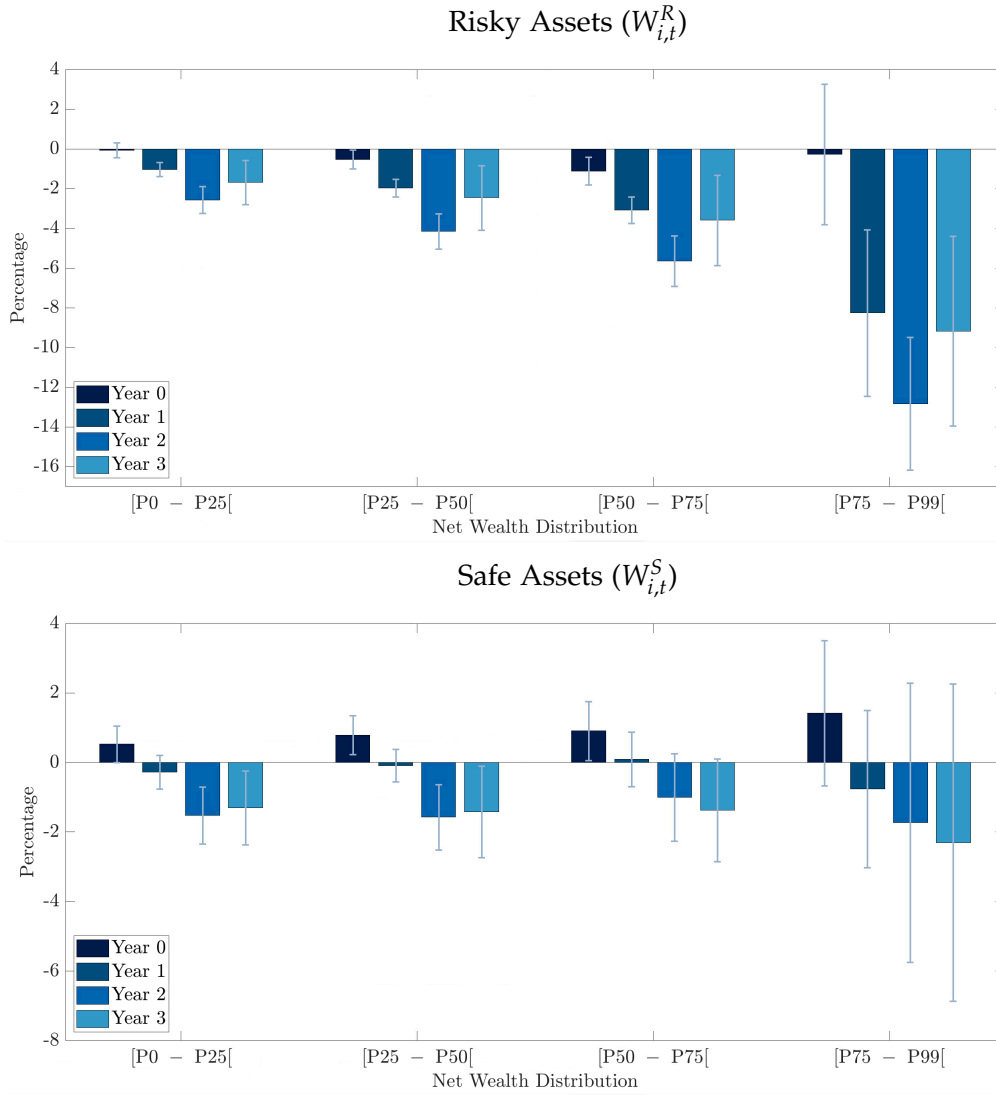 Risky Assets (W^R_{i,t})
4
2
0
-2
-4
-6
-8
-10
-12
-14
-16
Percentage
Year 0
Year 1
Year 2
Year 3
[P0 − P25[
[P25 − P50[
[P50 − P75[
[P75 − P99[
Net Wealth Distribution
Safe Assets (W^S_{i,t})
4
2
0
-2
-4
-6
-8
Percentage
Year 0
Year 1
Year 2
Year 3
[P0 − P25[
[P25 − P50[
[P50 − P75[
[P75 − P99[
Net Wealth Distribution